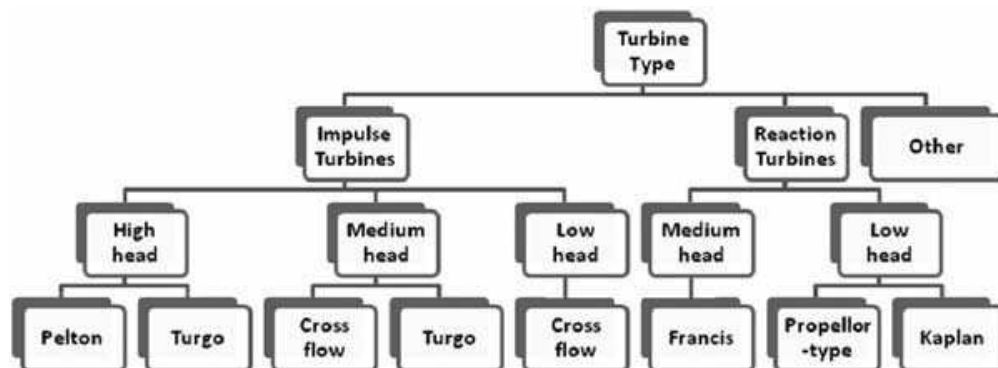 Turbine
Type
Impulse
Turbines
Reaction
Turbines
Other
High
head
Medium
head
Low
head
Medium
head
Low
head
Pelton
Turgo
Cross
flow
Turgo
Cross
flow
Francis
Propellor
-type
Kaplan